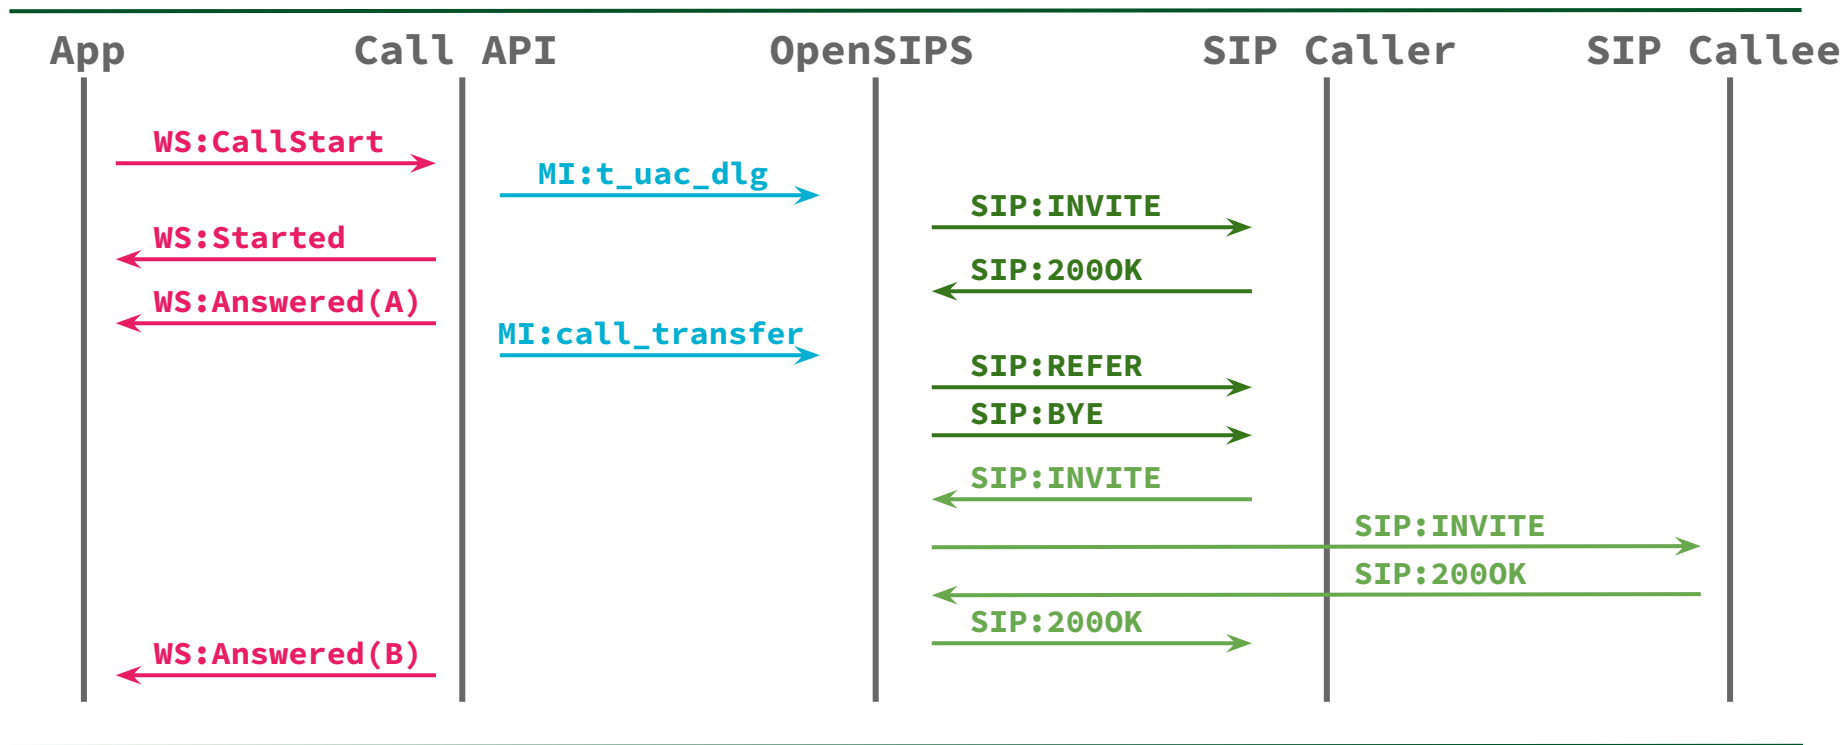 App Call API OpenSIPS SIP Caller SIP Callee
WS:CallStart
MI:t_uac_dlg
SIP:INVITE
WS:Started
SIP:200OK
WS:Answered(A)
MI:call_transfer
SIP:REFER
SIP:BYE
SIP:INVITE
SIP:INVITE
SIP:200OK
SIP:200OK
WS:Answered(B)